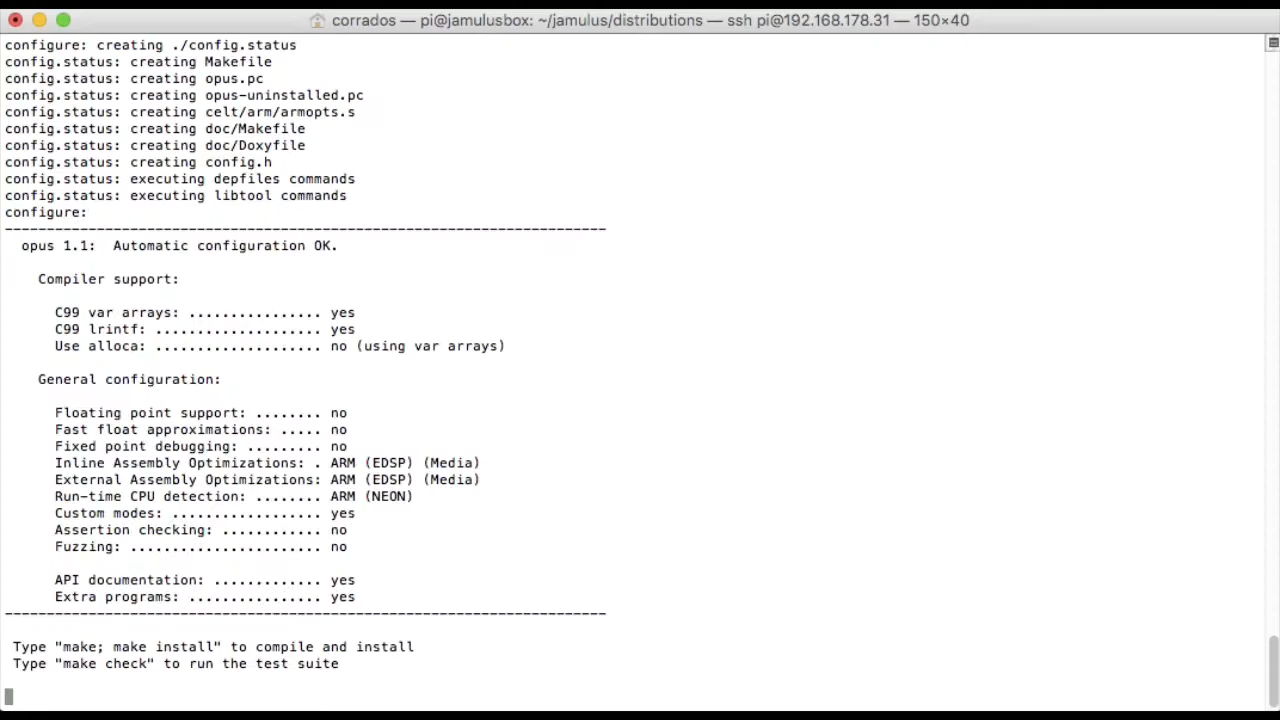 corrados — pi@jamulusbox: ~/jamulus/distributions — ssh pi@192.168.178.31 — 150×40
configure: creating ./config.status
config.status: creating Makefile
config.status: creating opus.pc
config.status: creating opus-uninstalled.pc
config.status: creating celt/arm/armopts.s
config.status: creating doc/Makefile
config.status: creating doc/Doxyfile
config.status: creating config.h
config.status: executing depfiles commands
config.status: executing libtool commands
configure:
------------------------------------------------------------------------
  opus 1.1:  Automatic configuration OK.
    Compiler support:
      C99 var arrays: ................ yes
      C99 lrintf: .................... yes
      Use alloca: .................... no (using var arrays)
    General configuration:
      Floating point support: ........ no
      Fast float approximations: ..... no
      Fixed point debugging: ......... no
      Inline Assembly Optimizations: . ARM (EDSP) (Media)
      External Assembly Optimizations: ARM (EDSP) (Media)
      Run-time CPU detection: ........ ARM (NEON)
      Custom modes: .................. yes
      Assertion checking: ............ no
      Fuzzing: ....................... no
      API documentation: ............. yes
      Extra programs: ................ yes
------------------------------------------------------------------------
 Type "make; make install" to compile and install
 Type "make check" to run the test suite